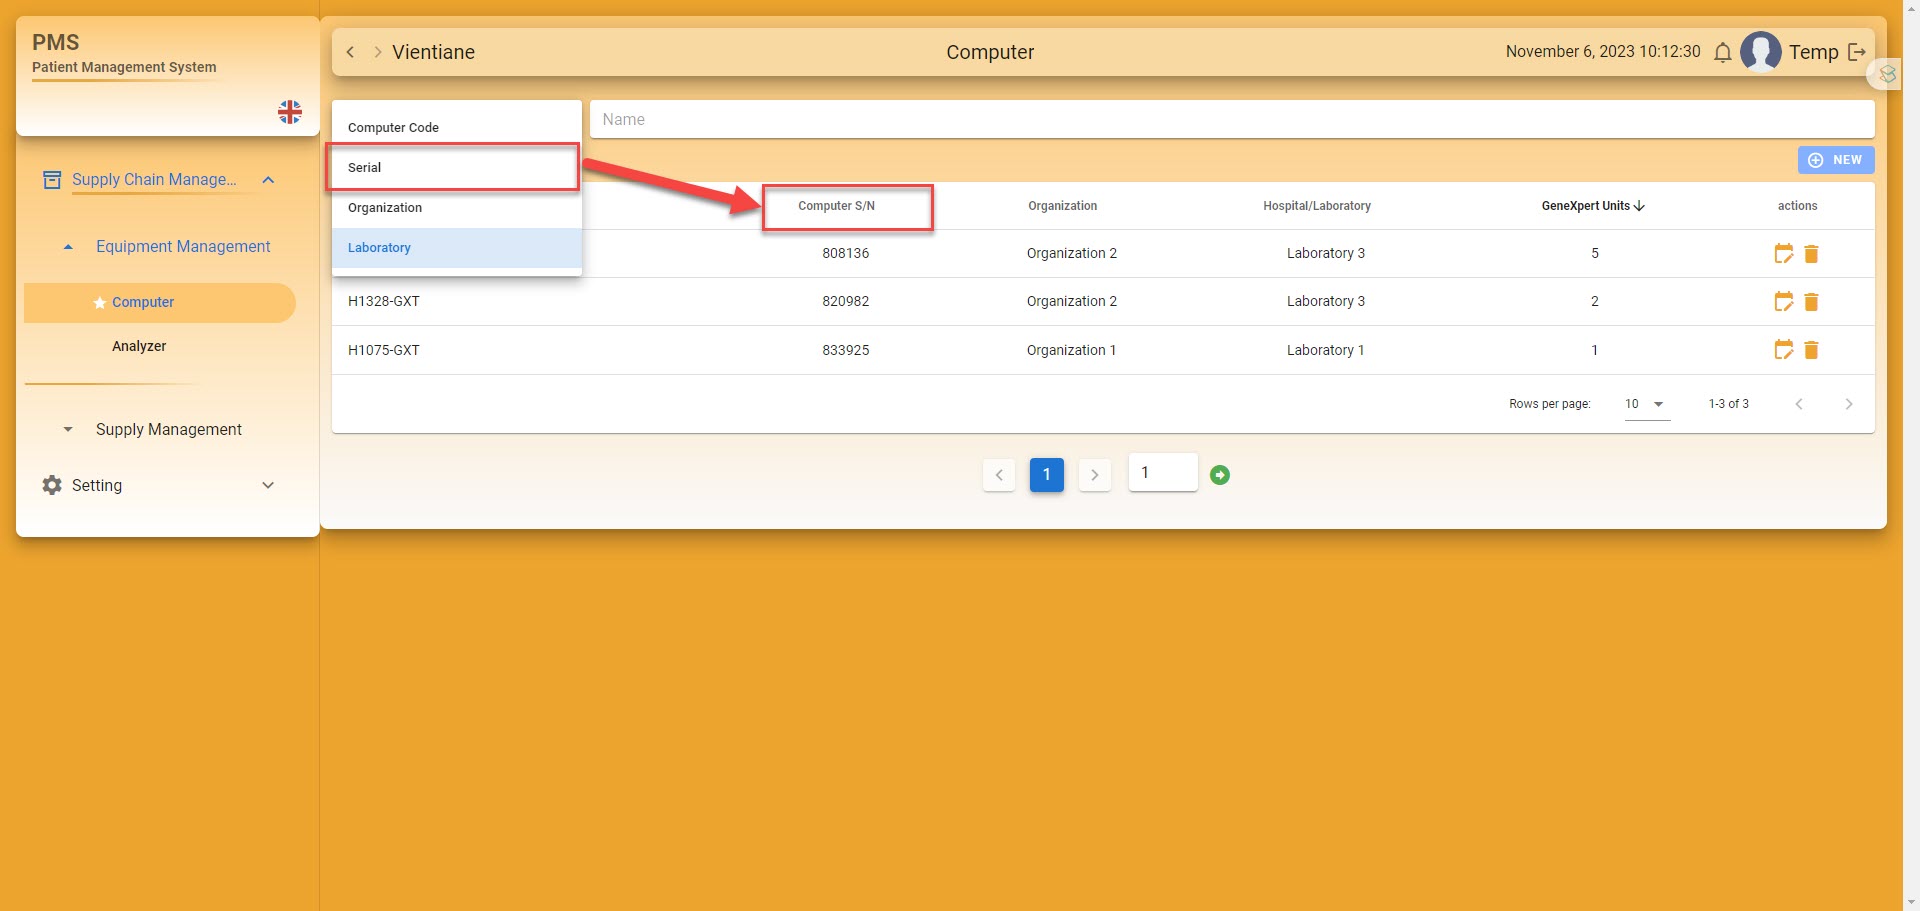 PMS
Patient Management System
Vientiane
Computer
November 6, 2023 10:12:30
Temp
Supply Chain Manage...
Equipment Management
Computer
Analyzer
Supply Management
Setting
Computer Code
Serial
Organization
Laboratory
Name
NEW
Computer S/N Organization Hospital/Laboratory GeneXpert Units actions
808136 Organization 2 Laboratory 3 5
H1328-GXT 820982 Organization 2 Laboratory 3 2
H1075-GXT 833925 Organization 1 Laboratory 1 1
Rows per page: 10 1-3 of 3
1 1